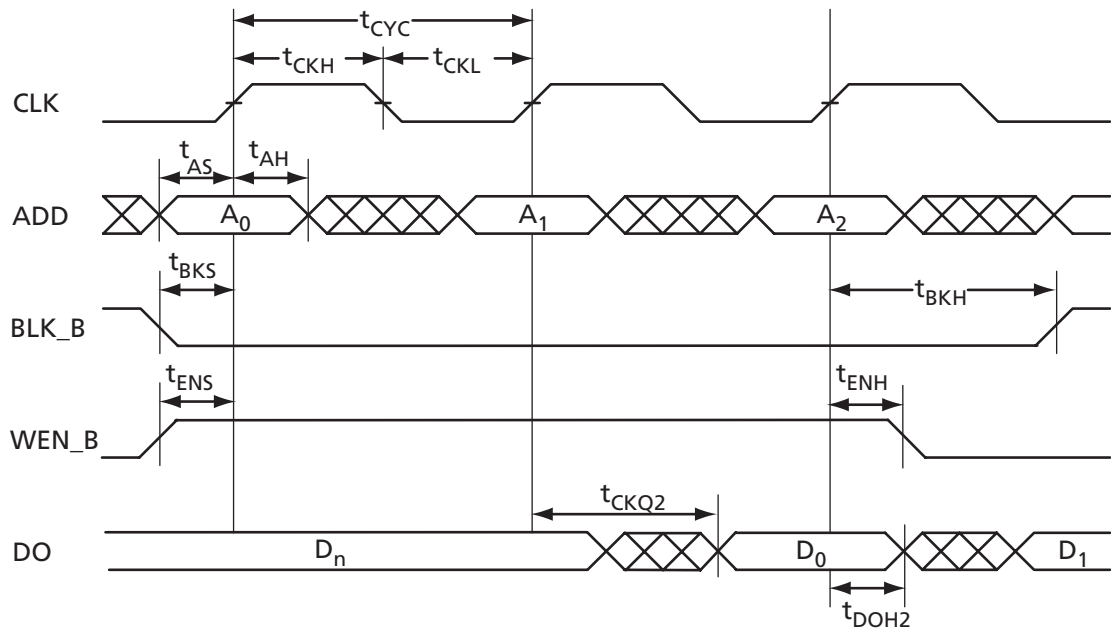 tCYC
tCKH tCKL
CLK
tAS tAH
ADD A0 A1 A2
tBKS tBKH
BLK_B
tENS tENH
WEN_B
tCKQ2
DO Dn D0 D1
tDOH2